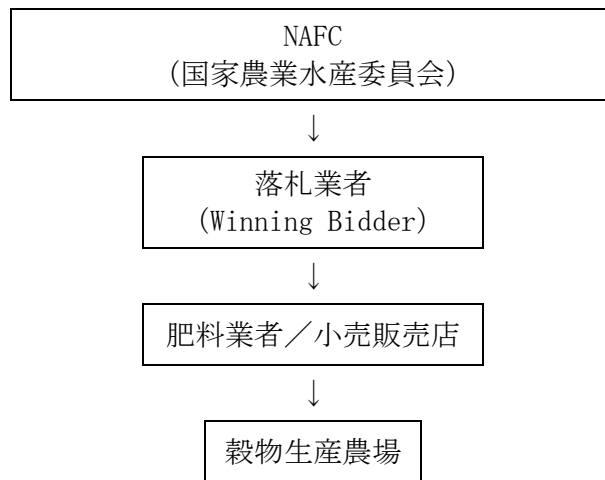 NAFC
(国家農業水産委員会)
↓
落札業者
(Winning Bidder)
↓
肥料業者／小売販売店
↓
穀物生産農場